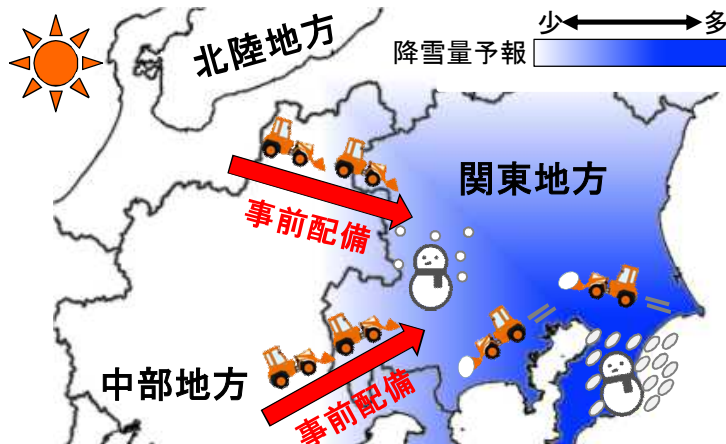 少 多
降雪量予報
北陸地方
関東地方
事前配備
中部地方
事前配備